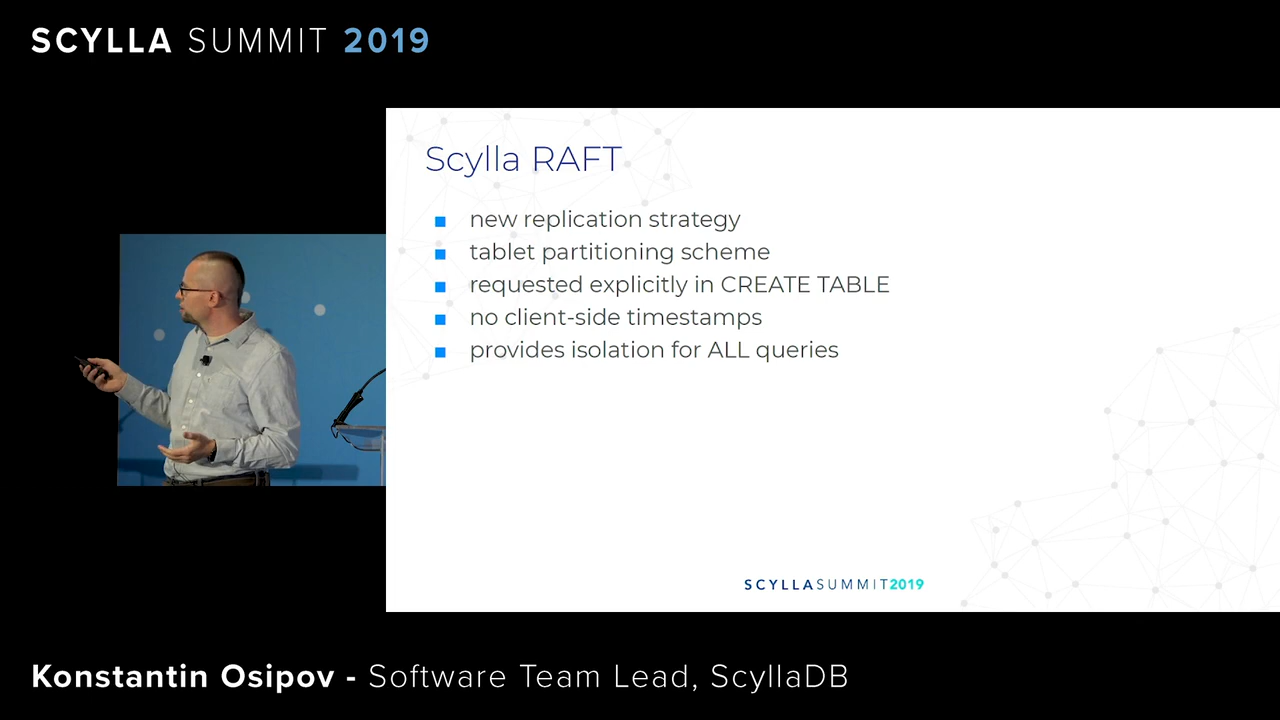 SCYLLA SUMMIT 2019
Scylla RAFT
new replication strategy
tablet partitioning scheme
requested explicitly in CREATE TABLE
no client-side timestamps
provides isolation for ALL queries
SCYLLASUMMIT2019
Konstantin Osipov - Software Team Lead, ScyllaDB